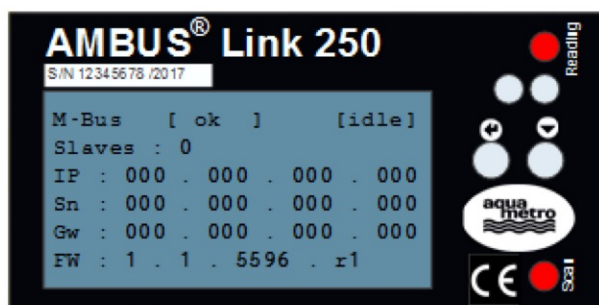 AMBUS® Link 250
S/N 12345678 /2017
Reading
M-Bus [ ok ] [idle]
Slaves : 0
IP : 000 . 000 . 000 . 000
Sn : 000 . 000 . 000 . 000
Gw : 000 . 000 . 000 . 000
FW : 1 . 1 . 5596 . r1
aqua
metro
CE
Scan